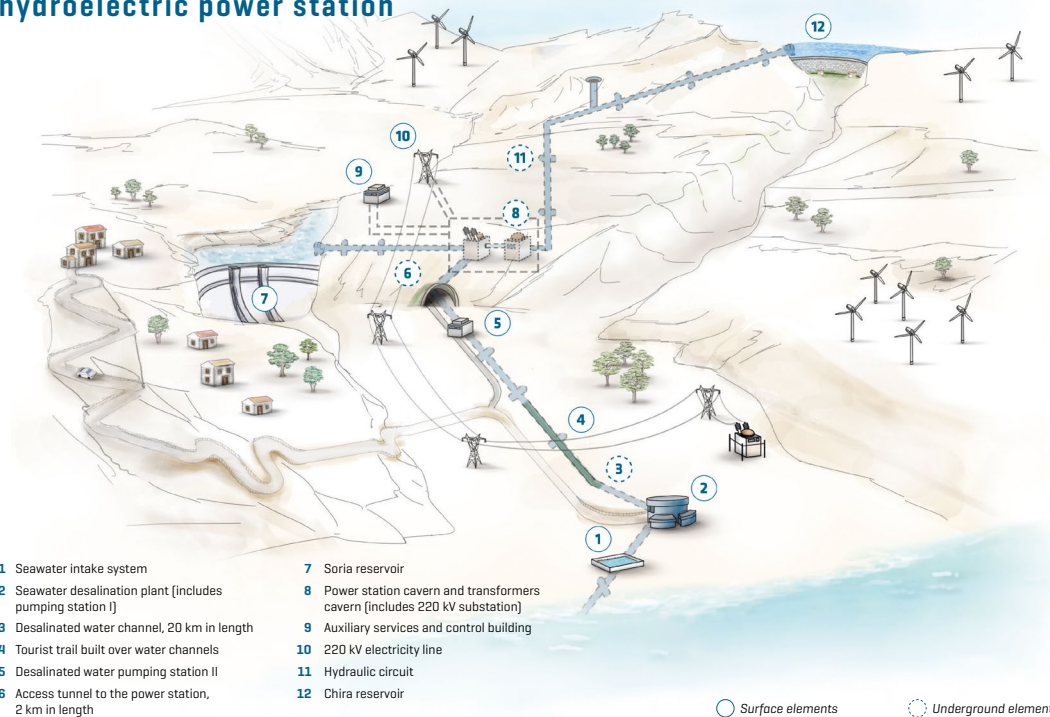 hydroelectric power station
12
10
11
9
8
6
7
5
4
3
2
1
1 Seawater intake system
2 Seawater desalination plant (includes
pumping station I)
3 Desalinated water channel, 20 km in length
4 Tourist trail built over water channels
5 Desalinated water pumping station II
6 Access tunnel to the power station,
2 km in length
7 Soria reservoir
8 Power station cavern and transformers
cavern (includes 220 kV substation)
9 Auxiliary services and control building
10 220 kV electricity line
11 Hydraulic circuit
12 Chira reservoir
Surface elements
Underground element